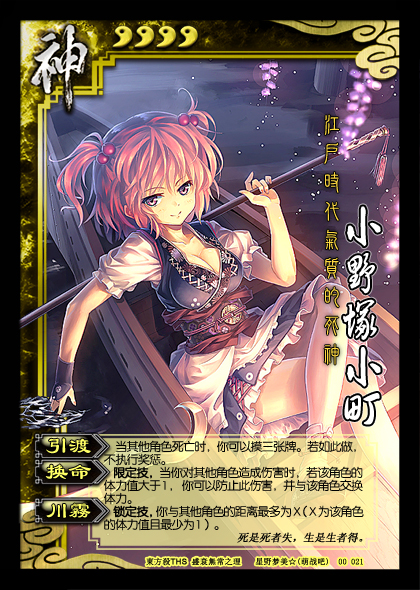 神
江戶時代氣質的死神
小野塚小町
引渡 当其他角色死亡时,你可以摸三张牌。若如此做,
不执行奖惩。
换命 限定技,当你对其他角色造成伤害时,若该角色的
体力值大于1,你可以防止此伤害,并与该角色交换
体力。
川霧 锁定技,你与其他角色的距离最多为X(X为该角色
的体力值且最少为1)。
死是死者失,生是生者得。
東方殺THS 盛衰無常之理 星野梦美☆(萌战吧) 00 021